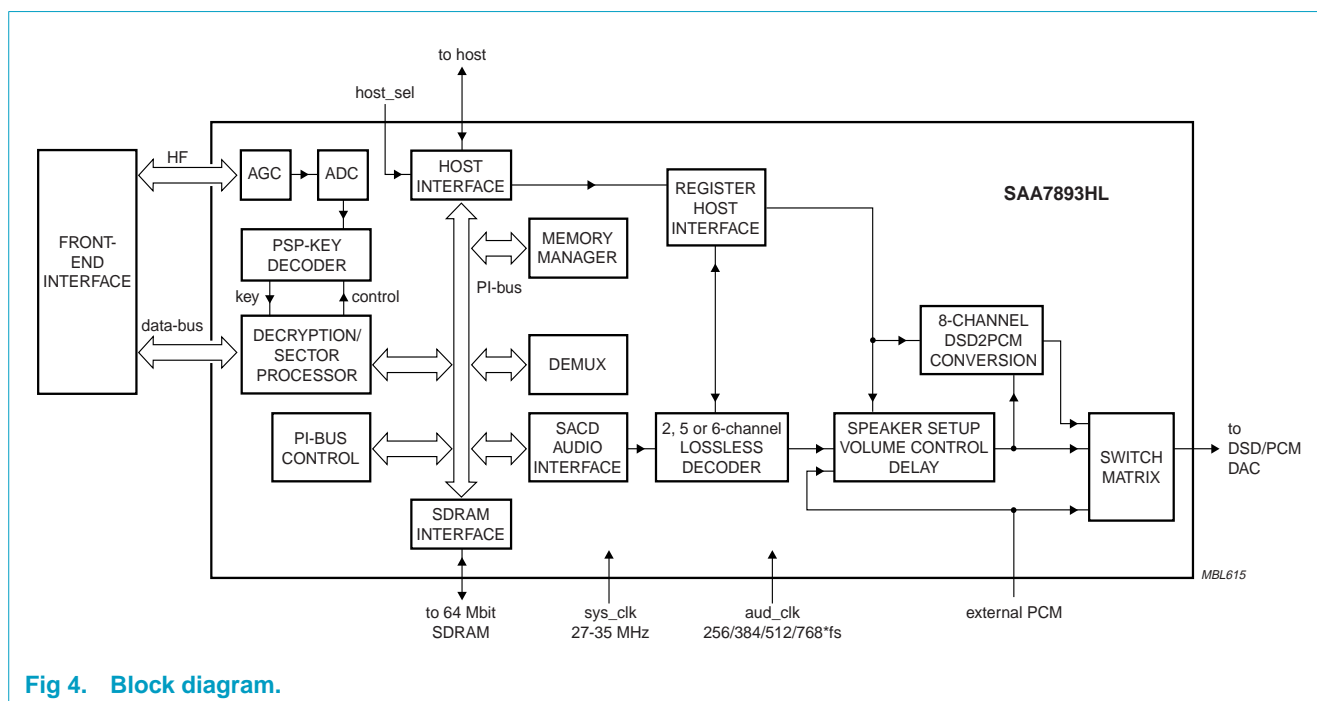 to host
host_sel
HF
AGC
ADC
HOST
INTERFACE
REGISTER
HOST
INTERFACE
SAA7893HL
FRONT-
END
INTERFACE
PSP-KEY
DECODER
MEMORY
MANAGER
PI-bus
key
control
data-bus
DECRYPTION/
SECTOR
PROCESSOR
DEMUX
8-CHANNEL
DSD2PCM
CONVERSION
PI-BUS
CONTROL
SACD
AUDIO
INTERFACE
2, 5 or 6-channel
LOSSLESS
DECODER
SPEAKER SETUP
VOLUME CONTROL
DELAY
SWITCH
MATRIX
to
DSD/PCM
DAC
SDRAM
INTERFACE
MBL615
to 64 Mbit
SDRAM
sys_clk
27-35 MHz
aud_clk
256/384/512/768*fs
external PCM
Fig 4. Block diagram.